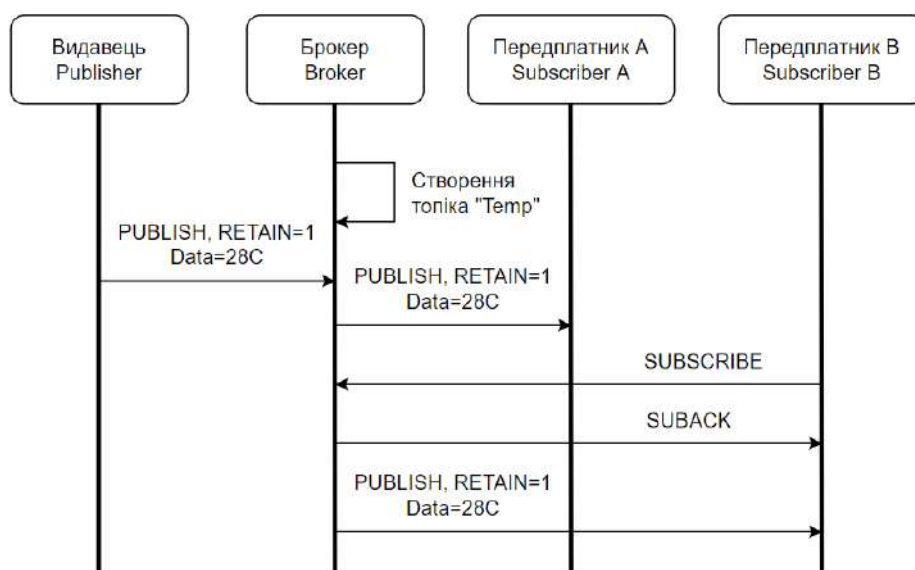 Видавець
Publisher
Брокер
Broker
Передплатник А
Subscriber A
Передплатник В
Subscriber B
Створення
топіка "Temp"
PUBLISH, RETAIN=1
Data=28C
PUBLISH, RETAIN=1
Data=28C
SUBSCRIBE
SUBACK
PUBLISH, RETAIN=1
Data=28C